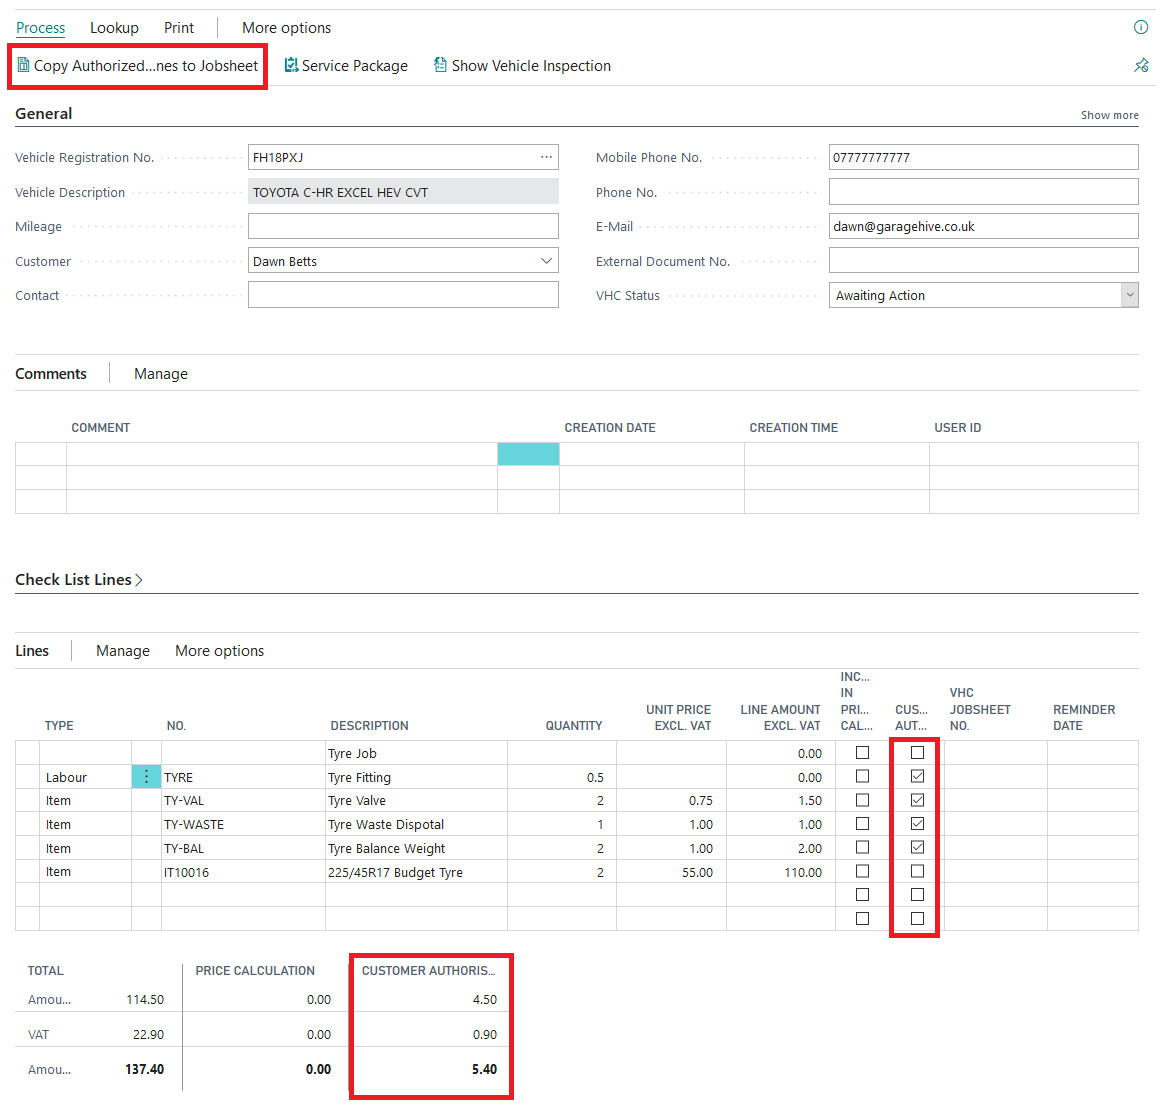 Process Lookup Print More options
Copy Authorized...nes to Jobsheet Service Package Show Vehicle Inspection
General Show more
Vehicle Registration No. FH18PXJ ... Mobile Phone No. 07777777777
Vehicle Description TOYOTA C-HR EXCEL HEV CVT Phone No.
Mileage E-Mail dawn@garagehive.co.uk
Customer Dawn Betts External Document No.
Contact VHC Status Awaiting Action
Comments Manage
COMMENT CREATION DATE CREATION TIME USER ID
Check List Lines
Lines Manage More options
TYPE NO. DESCRIPTION QUANTITY UNIT PRICE EXCL. VAT LINE AMOUNT EXCL. VAT INC... IN PRI... CAL... CUS... AUT... VHC JOBSHEET NO. REMINDER DATE
Tyre Job 0.00
Labour TYRE Tyre Fitting 0.5 0.00
Item TY-VAL Tyre Valve 2 0.75 1.50
Item TY-WASTE Tyre Waste Dispotal 1 1.00 1.00
Item TY-BAL Tyre Balance Weight 2 1.00 2.00
Item IT10016 225/45R17 Budget Tyre 2 55.00 110.00
TOTAL PRICE CALCULATION CUSTOMER AUTHORIS...
Amou... 114.50 0.00 4.50
VAT 22.90 0.00 0.90
Amou... 137.40 0.00 5.40